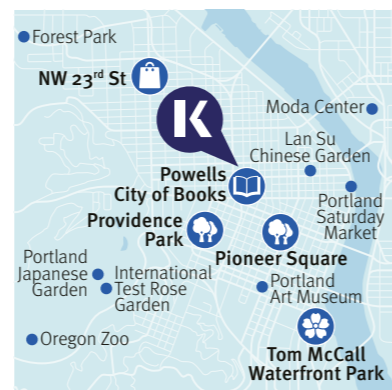 Forest Park
NW 23rd St
K
Moda Center
Lan Su
Chinese Garden
Powells
City of Books
Portland
Saturday
Market
Providence
Park
Pioneer Square
Portland
Japanese
Garden
International
Test Rose
Garden
Portland
Art Museum
Oregon Zoo
Tom McCall
Waterfront Park